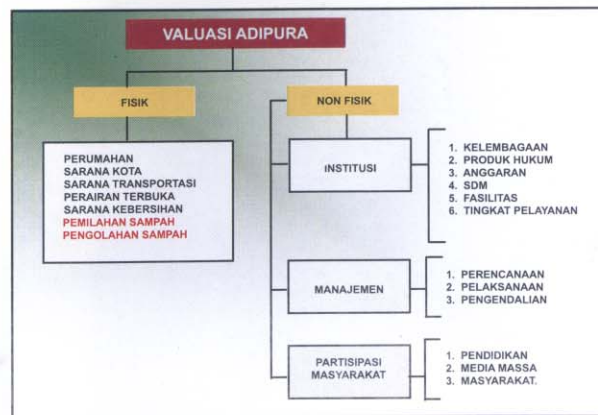 VALUASI ADIPURA
FISIK
PERUMAHAN
SARANA KOTA
SARANA TRANSPORTASI
PERAIRAN TERBUKA
SARANA KEBERSIHAN
PEMILAHAN SAMPAH
PENGOLAHAN SAMPAH
NON FISIK
INSTITUSI
1. KELEMBAGAAN
2. PRODUK HUKUM
3. ANGGARAN
4. SDM
5. FASILITAS
6. TINGKAT PELAYANAN
MANAJEMEN
1. PERENCANAAN
2. PELAKSANAAN
3. PENGENDALIAN
PARTISIPASI
MASYARAKAT
1. PENDIDIKAN
2. MEDIA MASSA
3. MASYARAKAT.